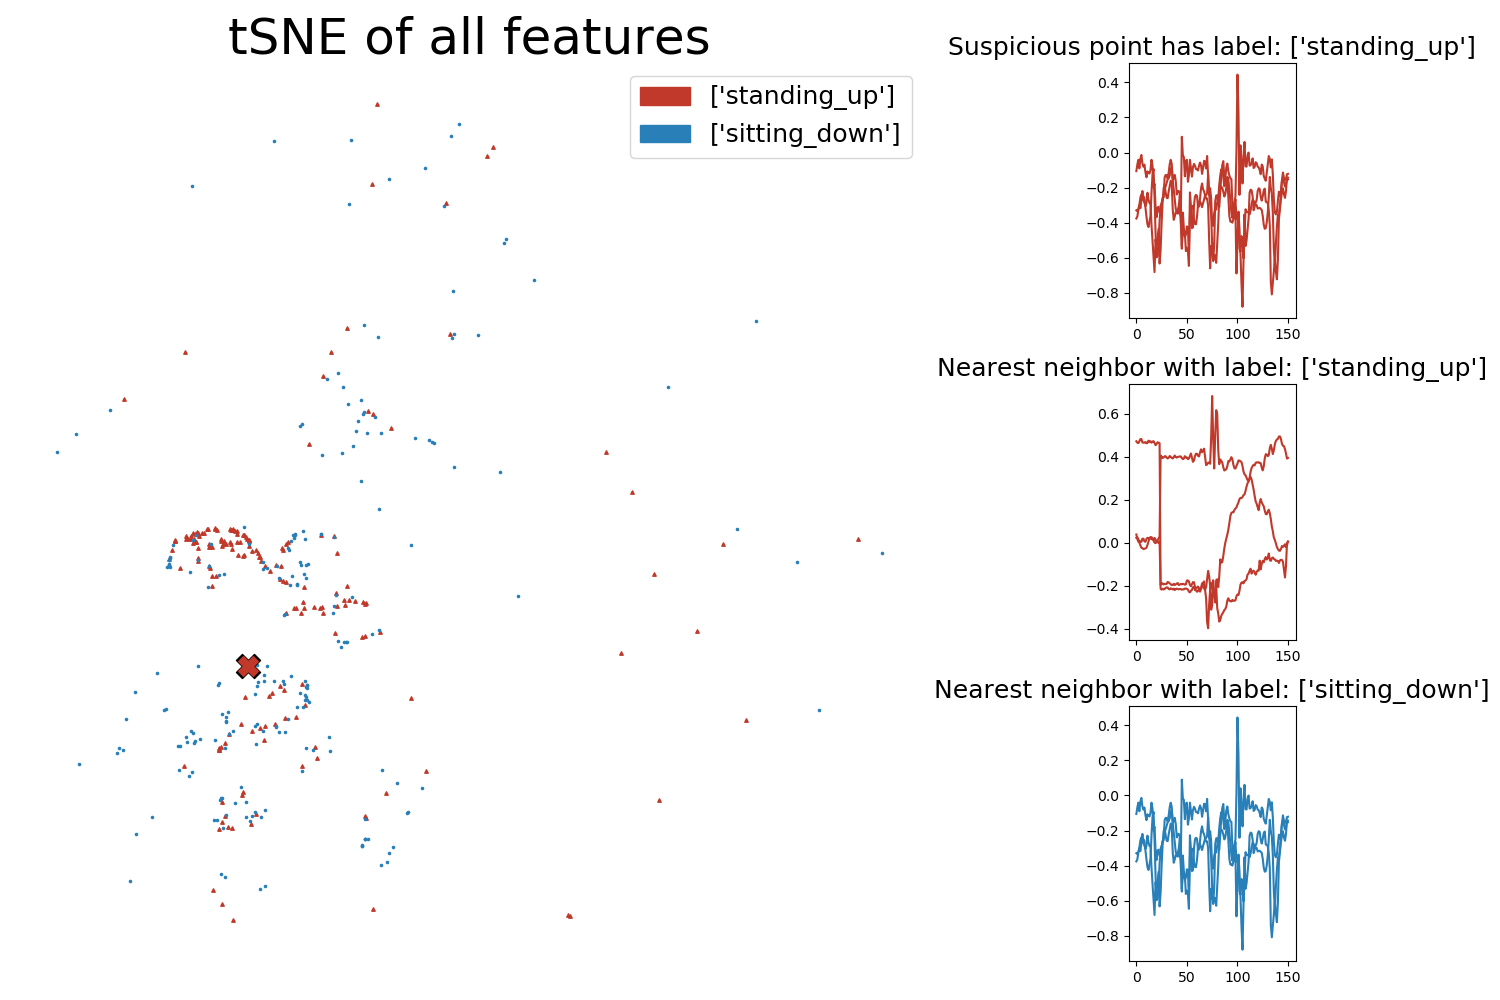 tSNE of all features
['standing_up']
['sitting_down']
Suspicious point has label: ['standing_up']
0.4
0.2
0.0
−0.2
−0.4
−0.6
−0.8
0 50 100 150
Nearest neighbor with label: ['standing_up']
0.6
0.4
0.2
0.0
−0.2
−0.4
0 50 100 150
Nearest neighbor with label: ['sitting_down']
0.4
0.2
0.0
−0.2
−0.4
−0.6
−0.8
0 50 100 150